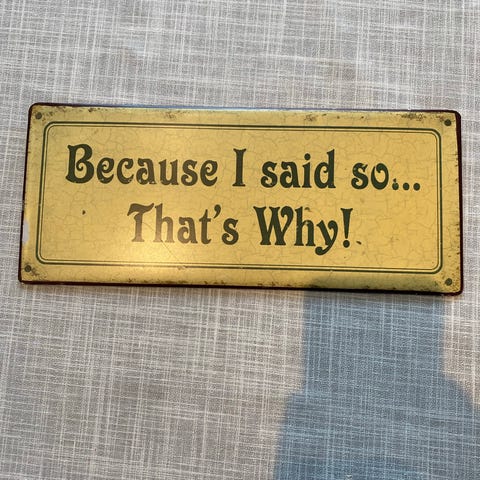 Because I said so...
That's Why!